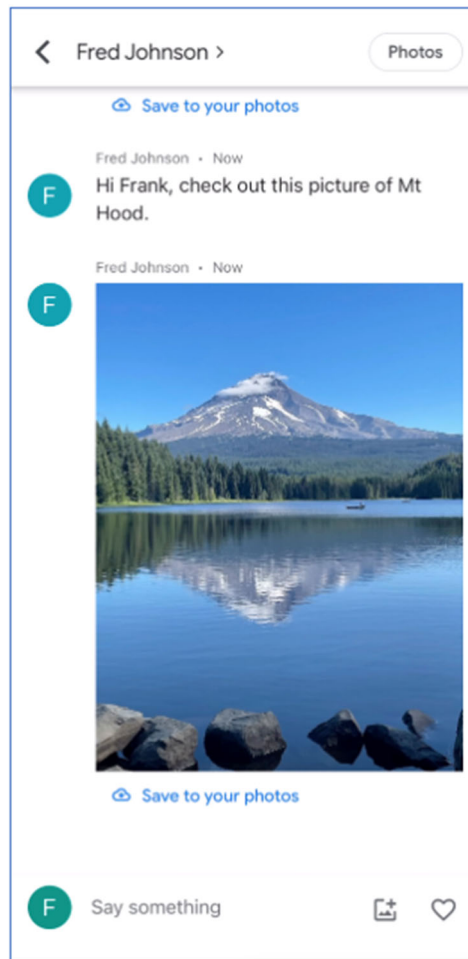 Fred Johnson >
Photos
Save to your photos
Fred Johnson • Now
F
Hi Frank, check out this picture of Mt
Hood.
Fred Johnson • Now
F
Save to your photos
F
Say something